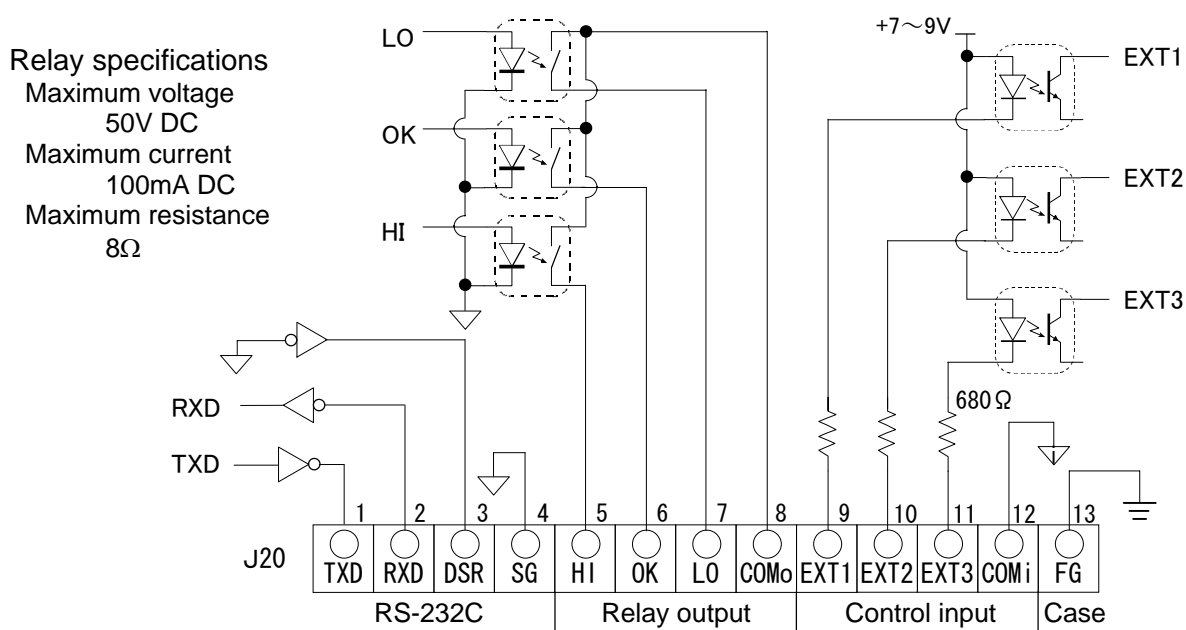 Relay specifications
Maximum voltage
50V DC
Maximum current
100mA DC
Maximum resistance
8Ω
LO
OK
HI
+7～9V
EXT1
EXT2
EXT3
680Ω
RXD
TXD
i
1 2 3 4 5 6 7 8 9 10 11 12 13
J20
TXD RXD DSR SG HI OK LO COMo EXT1 EXT2 EXT3 COMi FG
RS-232C Relay output Control input Case